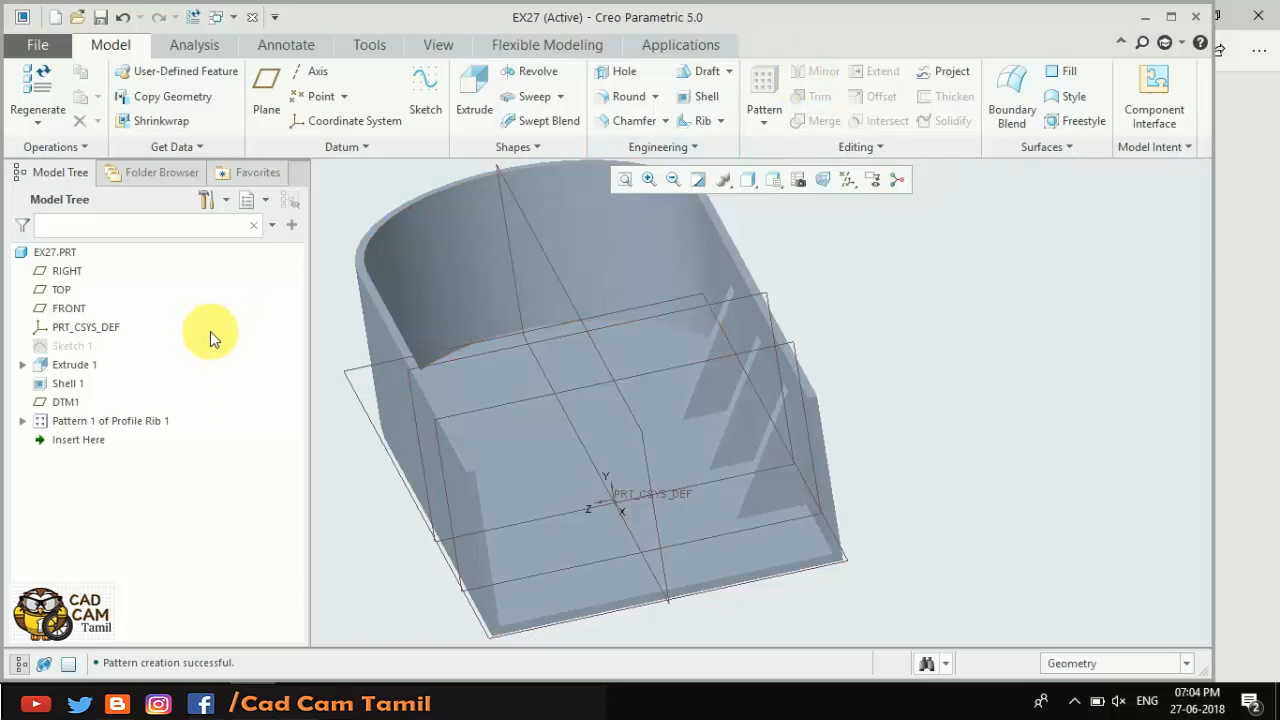 EX27 (Active) - Creo Parametric 5.0
File Model Analysis Annotate Tools View Flexible Modeling Applications
Regenerate
User-Defined Feature
Copy Geometry
Shrinkwrap
Plane
Axis
Point
Coordinate System
Sketch
Extrude
Revolve
Sweep
Swept Blend
Hole
Round
Chamfer
Draft
Shell
Rib
Pattern
Mirror
Trim
Merge
Extend
Offset
Intersect
Project
Thicken
Solidify
Boundary
Blend
Fill
Style
Freestyle
Component
Interface
Operations Get Data Datum Shapes Engineering Editing Surfaces Model Intent
Model Tree Folder Browser Favorites
Model Tree
EX27.PRT
RIGHT
TOP
FRONT
PRT_CSYS_DEF
Sketch 1
Extrude 1
Shell 1
DTM1
Pattern 1 of Profile Rib 1
Insert Here
Y
PRT_CSYS_DEF
Z
X
CAD
CAM
Tamil
Pattern creation successful.
Geometry
/Cad Cam Tamil
ENG
07:04 PM
27-06-2018
2